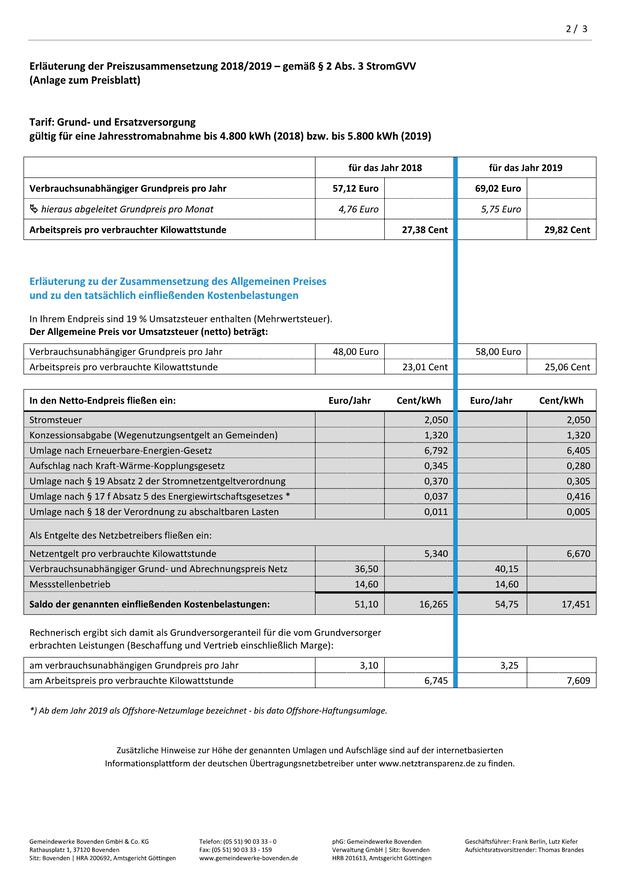 2 / 3
Erläuterung der Preiszusammensetzung 2018/2019 – gemäß § 2 Abs. 3 StromGVV
(Anlage zum Preisblatt)
Tarif: Grund- und Ersatzversorgung
gültig für eine Jahresstromabnahme bis 4.800 kWh (2018) bzw. bis 5.800 kWh (2019)
für das Jahr 2018 für das Jahr 2019
Verbrauchsunabhängiger Grundpreis pro Jahr 57,12 Euro 69,02 Euro
hieraus abgeleitet Grundpreis pro Monat 4,76 Euro 5,75 Euro
Arbeitspreis pro verbrauchter Kilowattstunde 27,38 Cent 29,82 Cent
Erläuterung zu der Zusammensetzung des Allgemeinen Preises
und zu den tatsächlich einfließenden Kostenbelastungen
In Ihrem Endpreis sind 19 % Umsatzsteuer enthalten (Mehrwertsteuer).
Der Allgemeine Preis vor Umsatzsteuer (netto) beträgt:
Verbrauchsunabhängiger Grundpreis pro Jahr 48,00 Euro 58,00 Euro
Arbeitspreis pro verbrauchte Kilowattstunde 23,01 Cent 25,06 Cent
In den Netto-Endpreis fließen ein: Euro/Jahr Cent/kWh Euro/Jahr Cent/kWh
Stromsteuer 2,050 2,050
Konzessionsabgabe (Wegenutzungsentgelt an Gemeinden) 1,320 1,320
Umlage nach Erneuerbare-Energien-Gesetz 6,792 6,405
Aufschlag nach Kraft-Wärme-Kopplungsgesetz 0,345 0,280
Umlage nach § 19 Absatz 2 der Stromnetzentgeltverordnung 0,370 0,305
Umlage nach § 17 f Absatz 5 des Energiewirtschaftsgesetzes * 0,037 0,416
Umlage nach § 18 der Verordnung zu abschaltbaren Lasten 0,011 0,005
Als Entgelte des Netzbetreibers fließen ein:
Netzentgelt pro verbrauchte Kilowattstunde 5,340 6,670
Verbrauchsunabhängiger Grund- und Abrechnungspreis Netz 36,50 40,15
Messstellenbetrieb 14,60 14,60
Saldo der genannten einfließenden Kostenbelastungen: 51,10 16,265 54,75 17,451
Rechnerisch ergibt sich damit als Grundversorgeranteil für die vom Grundversorger
erbrachten Leistungen (Beschaffung und Vertrieb einschließlich Marge):
am verbrauchsunabhängigen Grundpreis pro Jahr 3,10 3,25
am Arbeitspreis pro verbrauchte Kilowattstunde 6,745 7,609
*) Ab dem Jahr 2019 als Offshore-Netzumlage bezeichnet - bis dato Offshore-Haftungsumlage.
Zusätzliche Hinweise zur Höhe der genannten Umlagen und Aufschläge sind auf der internetbasierten
Informationsplattform der deutschen Übertragungsnetzbetreiber unter www.netztransparenz.de zu finden.
Gemeindewerke Bovenden GmbH & Co. KG Telefon: (05 51) 90 03 33 - 0 phG: Gemeindewerke Bovenden Geschäftsführer: Frank Berlin, Lutz Kiefer
Rathausplatz 1, 37120 Bovenden Fax: (05 51) 90 03 33 - 159 Verwaltung GmbH | Sitz: Bovenden Aufsichtsratsvorsitzender: Thomas Brandes
Sitz: Bovenden | HRA 200692, Amtsgericht Göttingen www.gemeindewerke-bovenden.de HRB 201613, Amtsgericht Göttingen